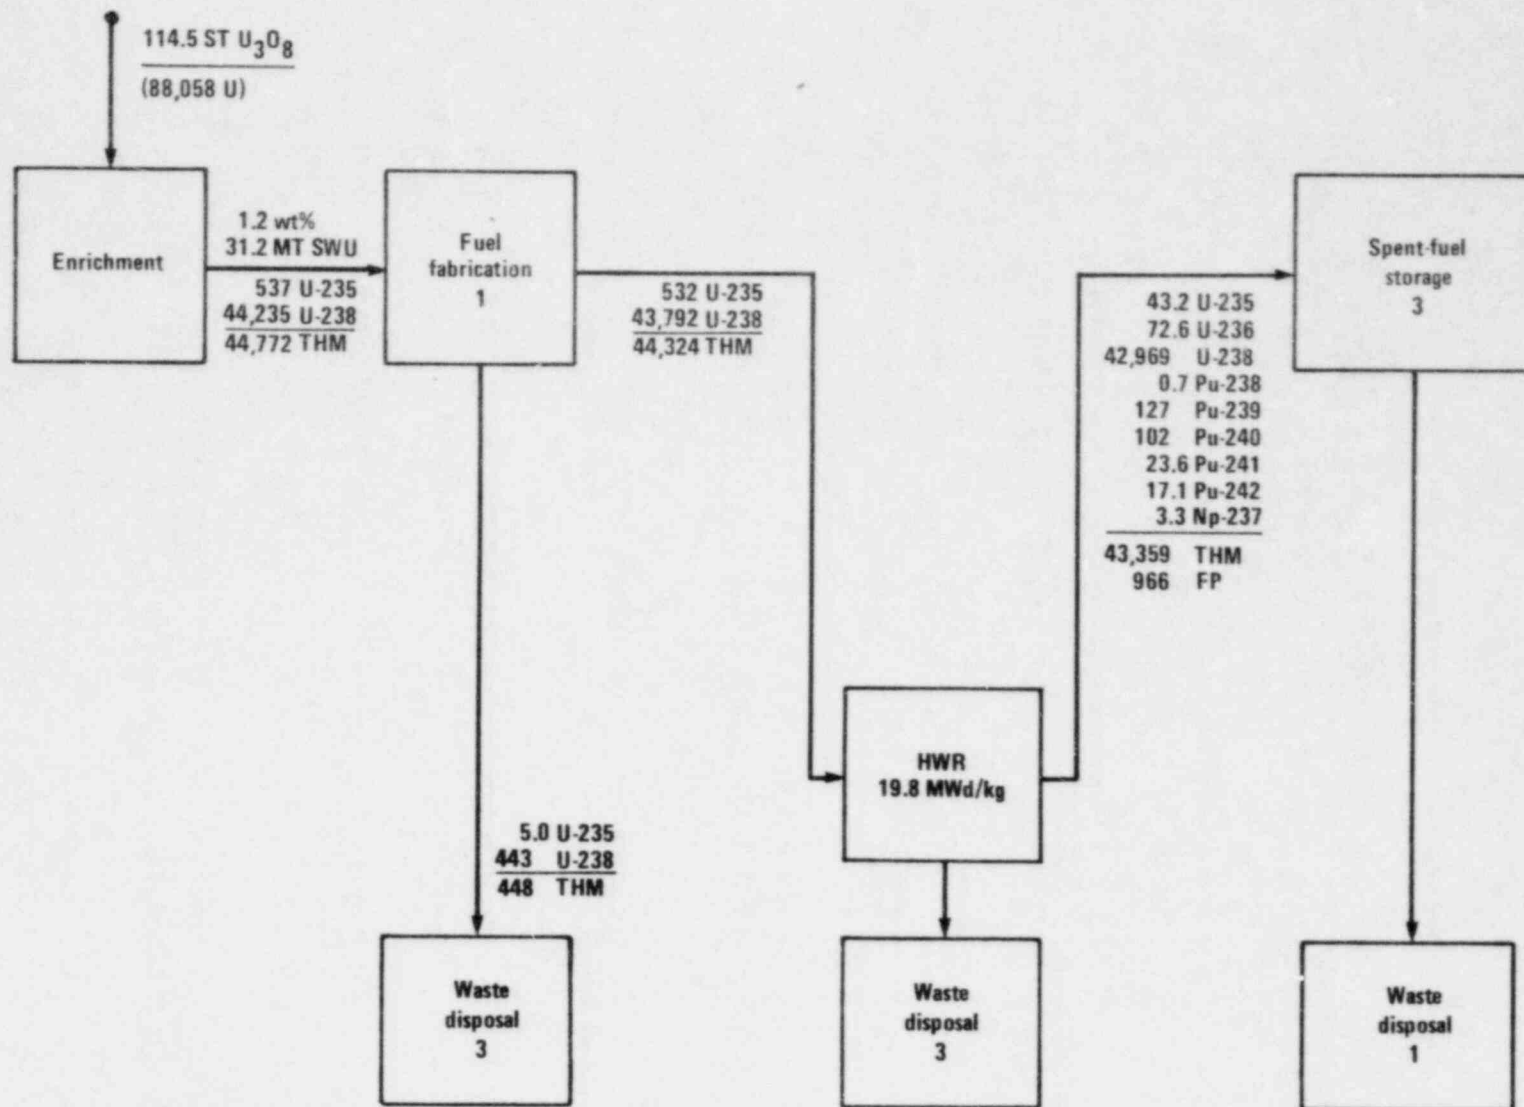 114.5 ST U3O8
(88,058 U)
Enrichment
1.2 wt%
31.2 MT SWU
537 U-235
44,235 U-238
44,772 THM
Fuel
fabrication
1
532 U-235
43,792 U-238
44,324 THM
43.2 U-235
72.6 U-236
42,969 U-238
0.7 Pu-238
127 Pu-239
102 Pu-240
23.6 Pu-241
17.1 Pu-242
3.3 Np-237
43,359 THM
966 FP
Spent-fuel
storage
3
HWR
19.8 MWd/kg
5.0 U-235
443 U-238
448 THM
Waste
disposal
3
Waste
disposal
3
Waste
disposal
1